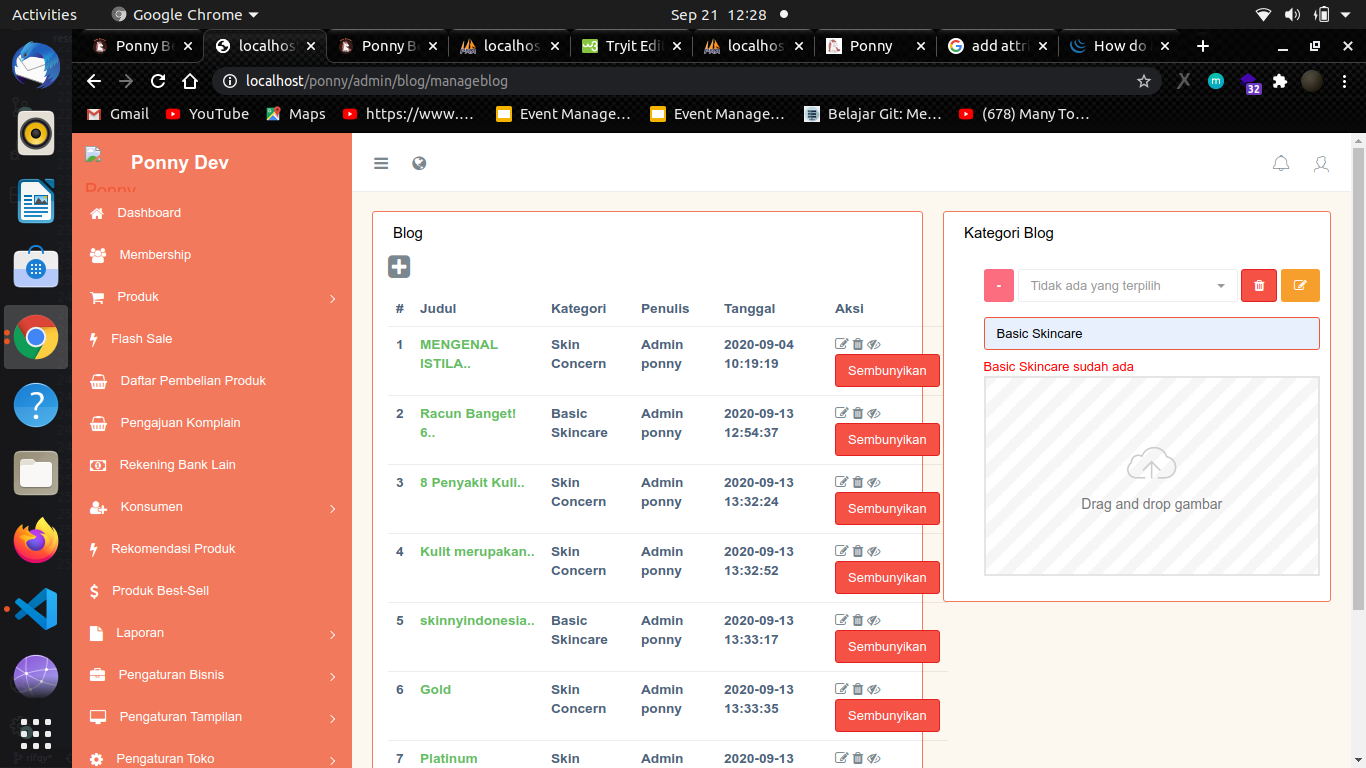 Activities
Google Chrome
Sep 21 12:28
Ponny Be
localhos
Ponny Be
localhos
Tryit Edi
localhos
Ponny
add attri
How do
localhost/ponny/admin/blog/manageblog
32
Gmail
YouTube
Maps
https://www.…
Event Manage…
Event Manage…
Belajar Git: Me…
(678) Many To…
Ponny Dev
Ponny
Dashboard
Membership
Produk
Flash Sale
Daftar Pembelian Produk
Pengajuan Komplain
Rekening Bank Lain
Konsumen
Rekomendasi Produk
Produk Best-Sell
Laporan
Pengaturan Bisnis
Pengaturan Tampilan
Pengaturan Toko
Blog
# Judul Kategori Penulis Tanggal Aksi
1 MENGENAL ISTILA.. Skin Concern Admin ponny 2020-09-04 10:19:19
Sembunyikan
2 Racun Banget! 6.. Basic Skincare Admin ponny 2020-09-13 12:54:37
Sembunyikan
3 8 Penyakit Kuli.. Skin Concern Admin ponny 2020-09-13 13:32:24
Sembunyikan
4 Kulit merupakan.. Skin Concern Admin ponny 2020-09-13 13:32:52
Sembunyikan
5 skinnyindonesia.. Basic Skincare Admin ponny 2020-09-13 13:33:17
Sembunyikan
6 Gold Skin Concern Admin ponny 2020-09-13 13:33:35
Sembunyikan
7 Platinum Skin Admin 2020-09-13
Kategori Blog
- Tidak ada yang terpilih
Basic Skincare
Basic Skincare sudah ada
Drag and drop gambar